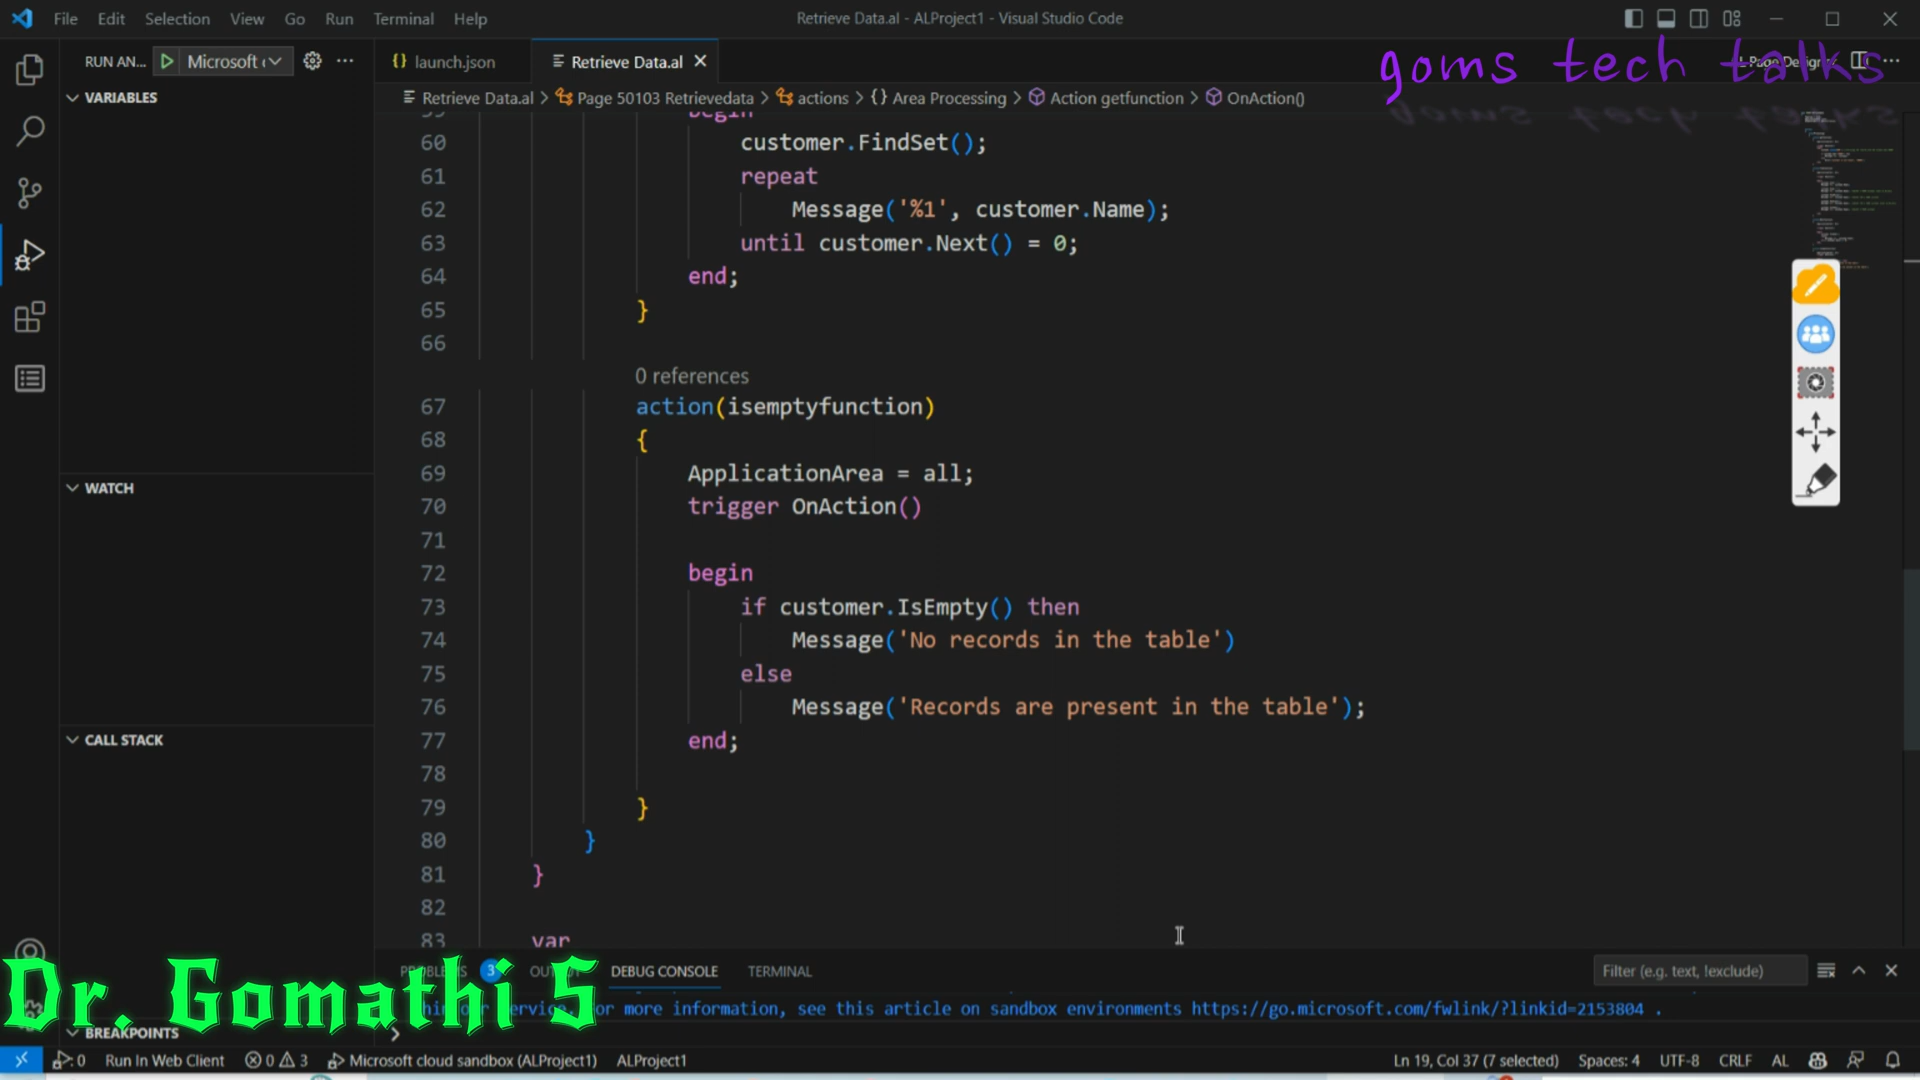 File Edit Selection View Go Run Terminal Help
Retrieve Data.al - ALProject1 - Visual Studio Code
goms tech talks
RUN AN... Microsoft
launch.json
Retrieve Data.al
VARIABLES
Retrieve Data.al > Page 50103 Retrievedata > actions > {} Area Processing > Action getfunction > OnAction()
59 begin
60 customer.FindSet();
61 repeat
62 Message('%1', customer.Name);
63 until customer.Next() = 0;
64 end;
65 }
66
0 references
67 action(isemptyfunction)
68 {
69 ApplicationArea = all;
70 trigger OnAction()
71
72 begin
73 if customer.IsEmpty() then
74 Message('No records in the table')
75 else
76 Message('Records are present in the table');
77 end;
78
79 }
80 }
81 }
82
83 var
WATCH
CALL STACK
BREAKPOINTS
Dr. Gomathi S
3 DEBUG CONSOLE TERMINAL
Filter (e.g. text, !exclude)
more information, see this article on sandbox environments https://go.microsoft.com/fwlink/?linkid=2153804 .
0 Run In Web Client 0 3 Microsoft cloud sandbox (ALProject1) ALProject1
Ln 19, Col 37 (7 selected) Spaces: 4 UTF-8 CRLF AL